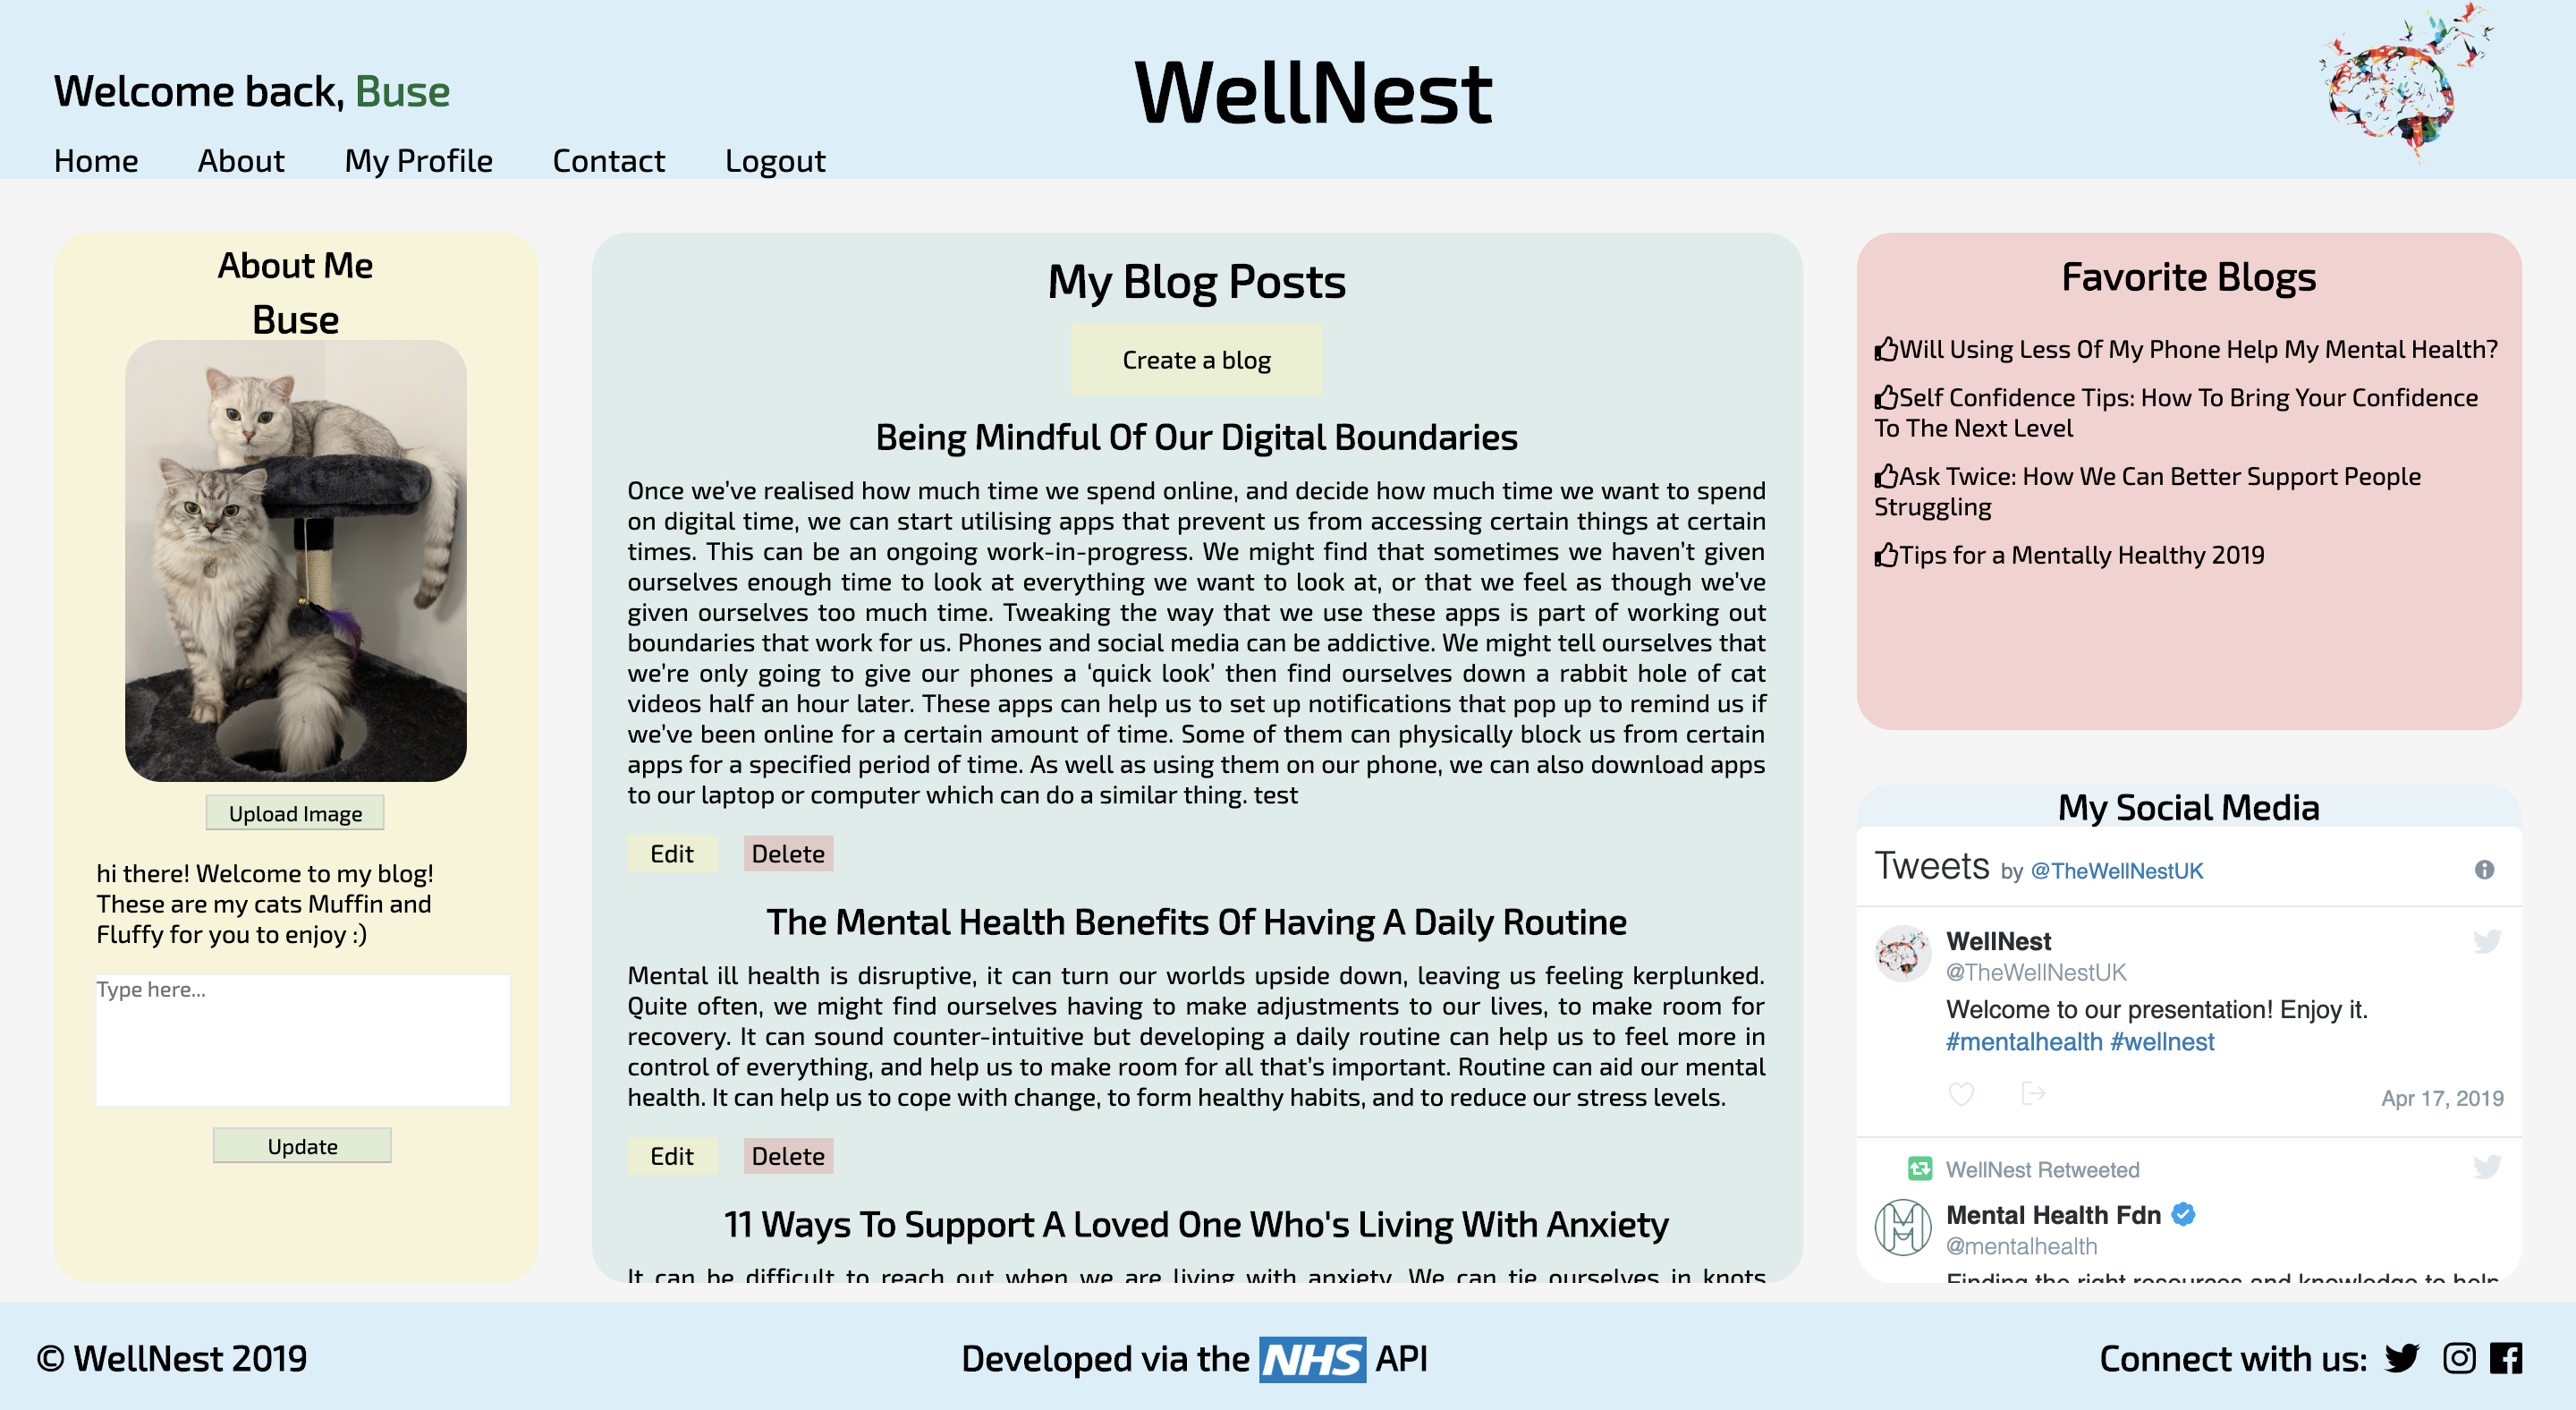 Welcome back, Buse
WellNest
Home About My Profile Contact Logout
About Me
Buse
Upload Image
hi there! Welcome to my blog!
These are my cats Muffin and
Fluffy for you to enjoy :)
Type here...
Update
My Blog Posts
Create a blog
Being Mindful Of Our Digital Boundaries
Once we’ve realised how much time we spend online, and decide how much time we want to spend
on digital time, we can start utilising apps that prevent us from accessing certain things at certain
times. This can be an ongoing work-in-progress. We might find that sometimes we haven’t given
ourselves enough time to look at everything we want to look at, or that we feel as though we’ve
given ourselves too much time. Tweaking the way that we use these apps is part of working out
boundaries that work for us. Phones and social media can be addictive. We might tell ourselves that
we’re only going to give our phones a ‘quick look’ then find ourselves down a rabbit hole of cat
videos half an hour later. These apps can help us to set up notifications that pop up to remind us if
we’ve been online for a certain amount of time. Some of them can physically block us from certain
apps for a specified period of time. As well as using them on our phone, we can also download apps
to our laptop or computer which can do a similar thing. test
Edit Delete
The Mental Health Benefits Of Having A Daily Routine
Mental ill health is disruptive, it can turn our worlds upside down, leaving us feeling kerplunked.
Quite often, we might find ourselves having to make adjustments to our lives, to make room for
recovery. It can sound counter-intuitive but developing a daily routine can help us to feel more in
control of everything, and help us to make room for all that’s important. Routine can aid our mental
health. It can help us to cope with change, to form healthy habits, and to reduce our stress levels.
Edit Delete
11 Ways To Support A Loved One Who's Living With Anxiety
It can be difficult to reach out when we are living with anxiety. We can tie ourselves in knots
Favorite Blogs
Will Using Less Of My Phone Help My Mental Health?
Self Confidence Tips: How To Bring Your Confidence
To The Next Level
Ask Twice: How We Can Better Support People
Struggling
Tips for a Mentally Healthy 2019
My Social Media
Tweets by @TheWellNestUK
WellNest
@TheWellNestUK
Welcome to our presentation! Enjoy it.
#mentalhealth #wellnest
Apr 17, 2019
WellNest Retweeted
Mental Health Fdn
@mentalhealth
Finding the right resources and knowledge to help
© WellNest 2019
Developed via the NHS API
Connect with us: